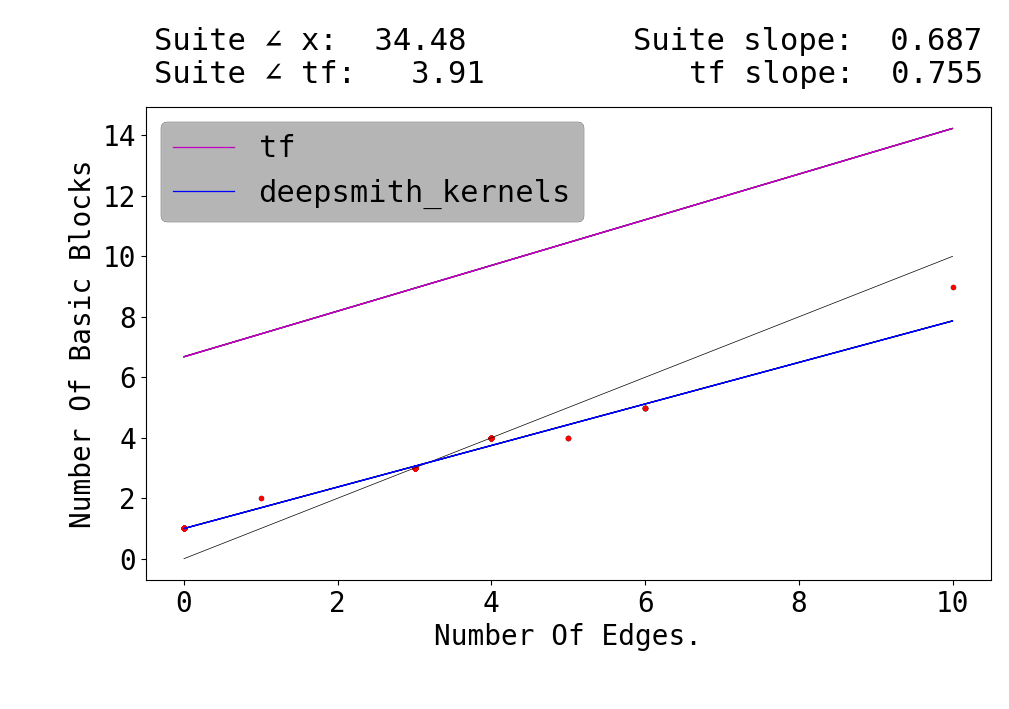 Suite ∠ x:  34.48 Suite slope:  0.687
Suite ∠ tf:   3.91 tf slope:  0.755
tf
deepsmith_kernels
Number Of Basic Blocks
14
12
10
8
6
4
2
0
0 2 4 6 8 10
Number Of Edges.